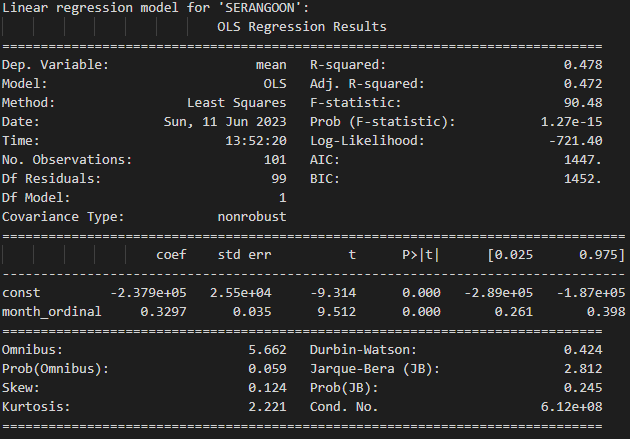 Linear regression model for 'SERANGOON':
OLS Regression Results
==============================================================================
Dep. Variable:                   mean   R-squared:                       0.478
Model:                            OLS   Adj. R-squared:                  0.472
Method:                 Least Squares   F-statistic:                     90.48
Date:                Sun, 11 Jun 2023   Prob (F-statistic):           1.27e-15
Time:                        13:52:20   Log-Likelihood:                -721.40
No. Observations:                 101   AIC:                             1447.
Df Residuals:                      99   BIC:                             1452.
Df Model:                           1
Covariance Type:            nonrobust
=================================================================================
                    coef    std err          t      P>|t|      [0.025      0.975]
---------------------------------------------------------------------------------
const         -2.379e+05   2.55e+04     -9.314      0.000   -2.89e+05   -1.87e+05
month_ordinal     0.3297      0.035      9.512      0.000       0.261       0.398
==============================================================================
Omnibus:                        5.662   Durbin-Watson:                   0.424
Prob(Omnibus):                  0.059   Jarque-Bera (JB):                2.812
Skew:                           0.124   Prob(JB):                        0.245
Kurtosis:                       2.221   Cond. No.                     6.12e+08
==============================================================================